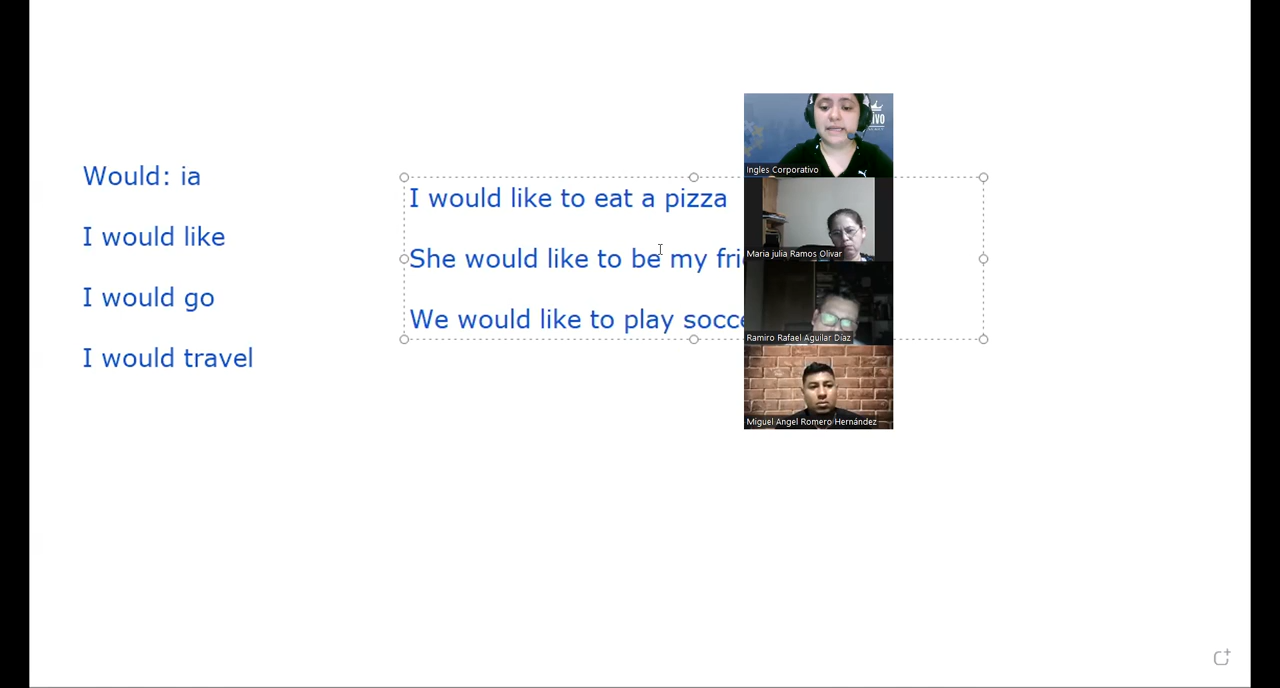 Would: ia
I would like
I would go
I would travel
I would like to eat a pizza
She would like to be my
We would like to play
Ingles Corporativo
Maria julia Ramos Olivar
Ramiro Rafael Aguilar Díaz
Miguel Angel Romero Hernández